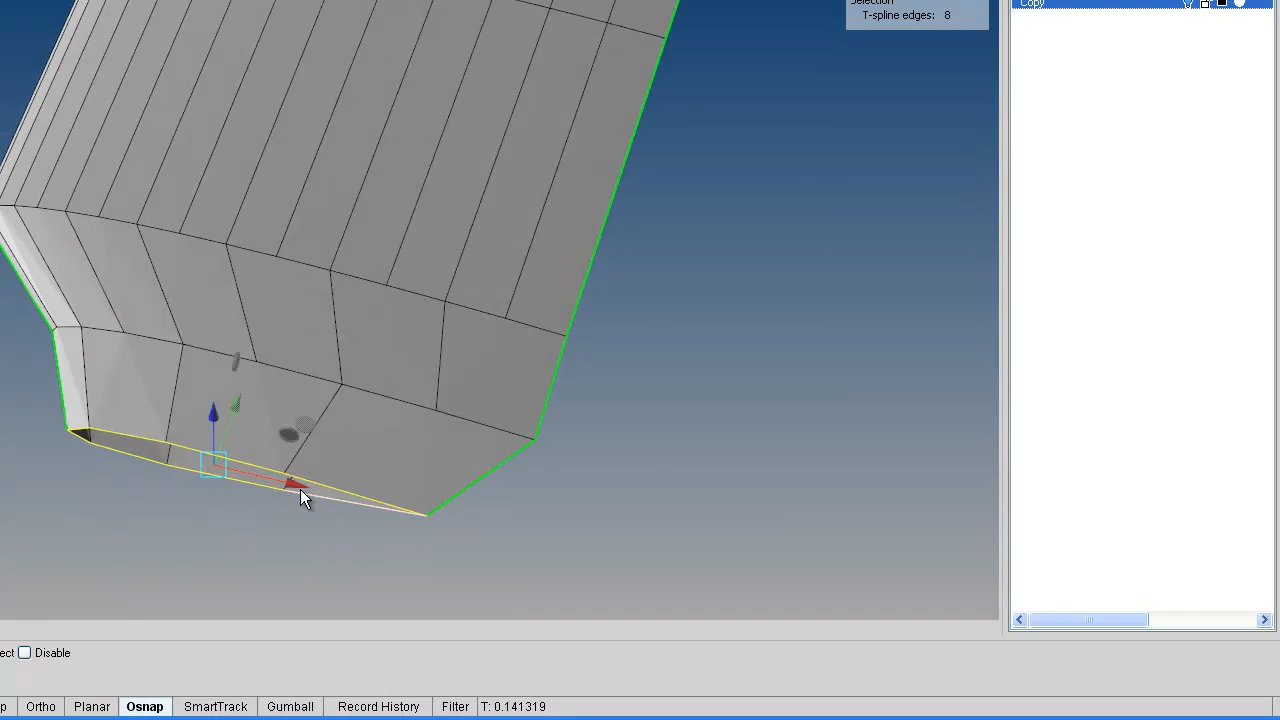 Copy
Selection
T-spline edges: 8
ect Disable
p Ortho Planar Osnap SmartTrack Gumball Record History Filter T: 0.141319